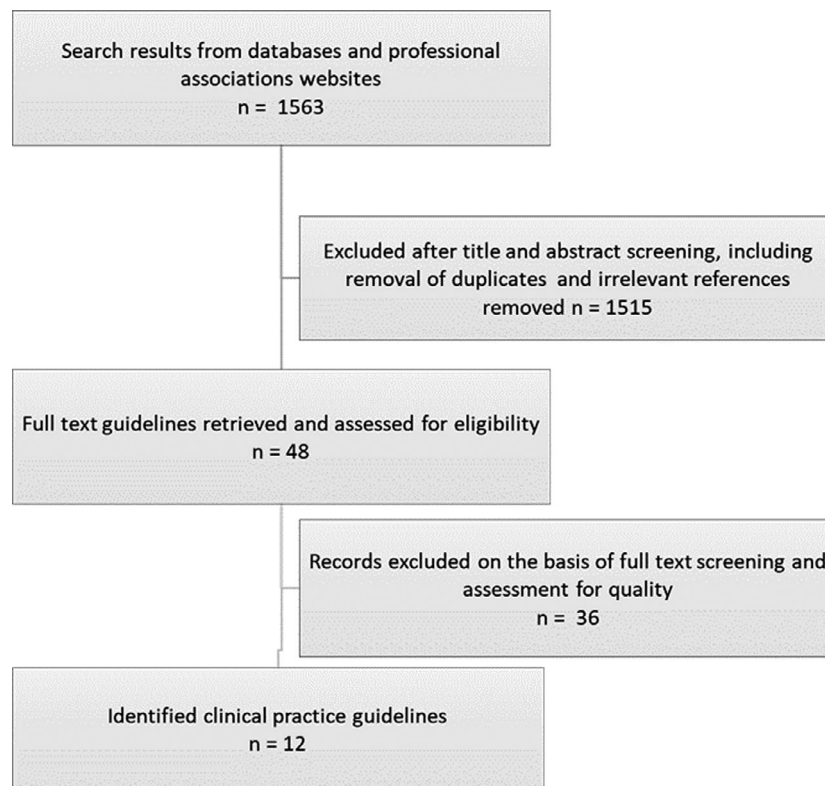 Search results from databases and professional
associations websites
n = 1563
Excluded after title and abstract screening, including
removal of duplicates and irrelevant references
removed n = 1515
Full text guidelines retrieved and assessed for eligibility
n = 48
Records excluded on the basis of full text screening and
assessment for quality
n = 36
Identified clinical practice guidelines
n = 12